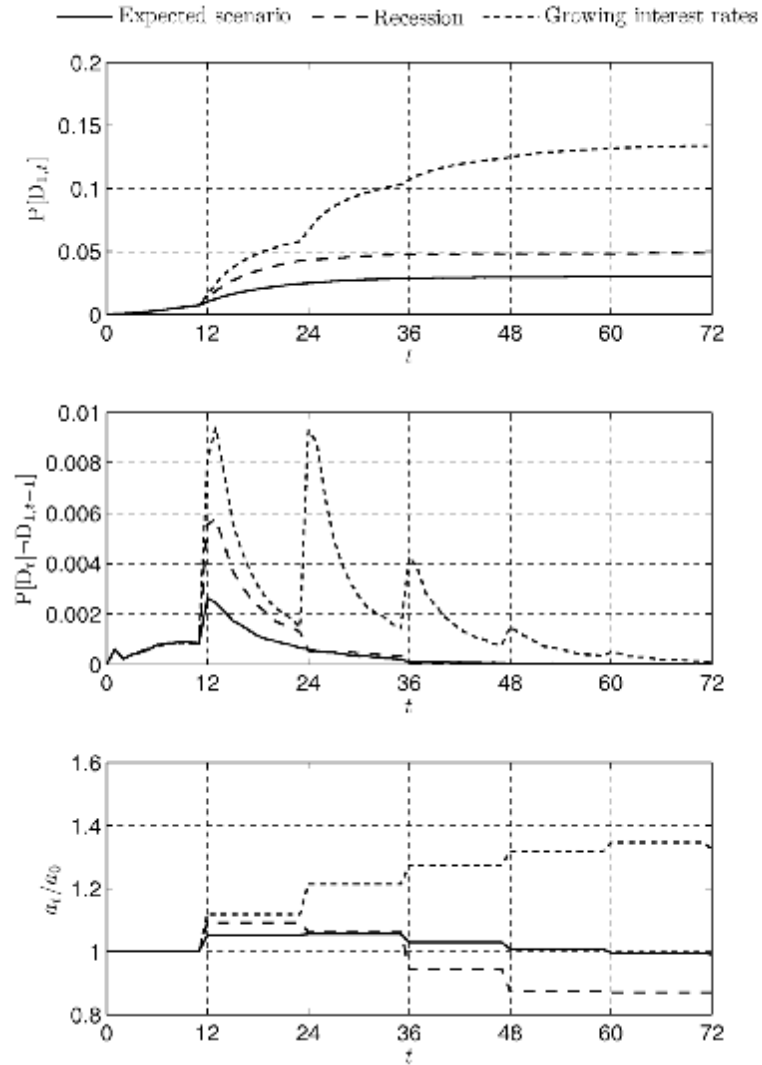 Expected scenario Recession Growing interest rates
0.2
0.15
0.1
0.05
0
P[D1,t]
0 12 24 36 48 60 72
t
0.01
0.008
0.006
0.004
0.002
0
P[Dt|¬D1,t−1]
0 12 24 36 48 60 72
t
1.6
1.4
1.2
1
0.8
at/a0
0 12 24 36 48 60 72
t